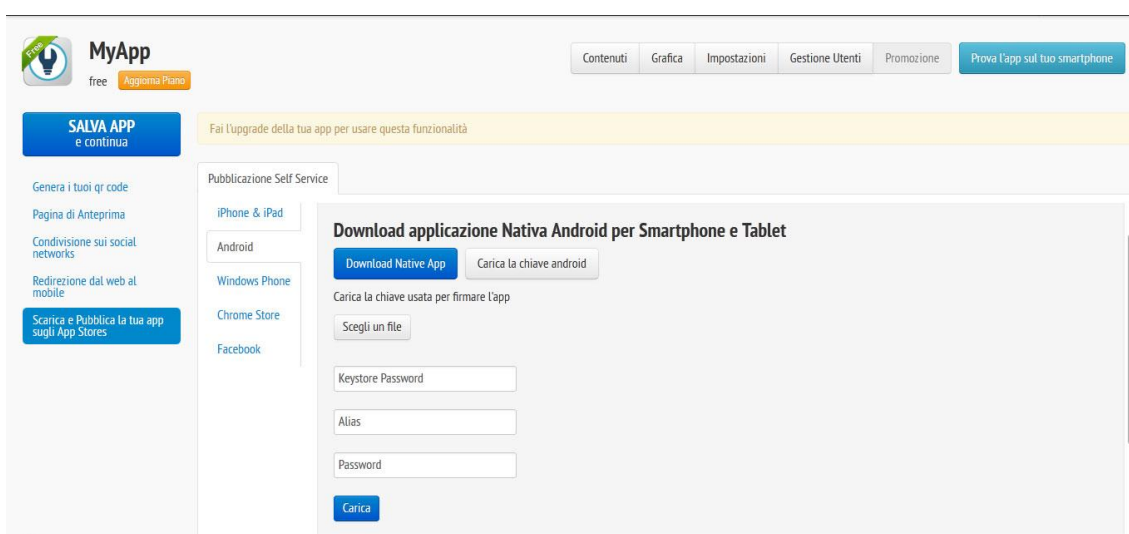 Free
MyApp
free
Aggiorna Piano
Contenuti
Grafica
Impostazioni
Gestione Utenti
Promozione
Prova l'app sul tuo smartphone
SALVA APP
e continua
Fai l'upgrade della tua app per usare questa funzionalità
Genera i tuoi qr code
Pagina di Anteprima
Condivisione sui social
networks
Redirezione dal web al
mobile
Scarica e Pubblica la tua app
sugli App Stores
Pubblicazione Self Service
iPhone & iPad
Android
Windows Phone
Chrome Store
Facebook
Download applicazione Nativa Android per Smartphone e Tablet
Download Native App
Carica la chiave android
Carica la chiave usata per firmare l'app
Scegli un file
Keystore Password
Alias
Password
Carica